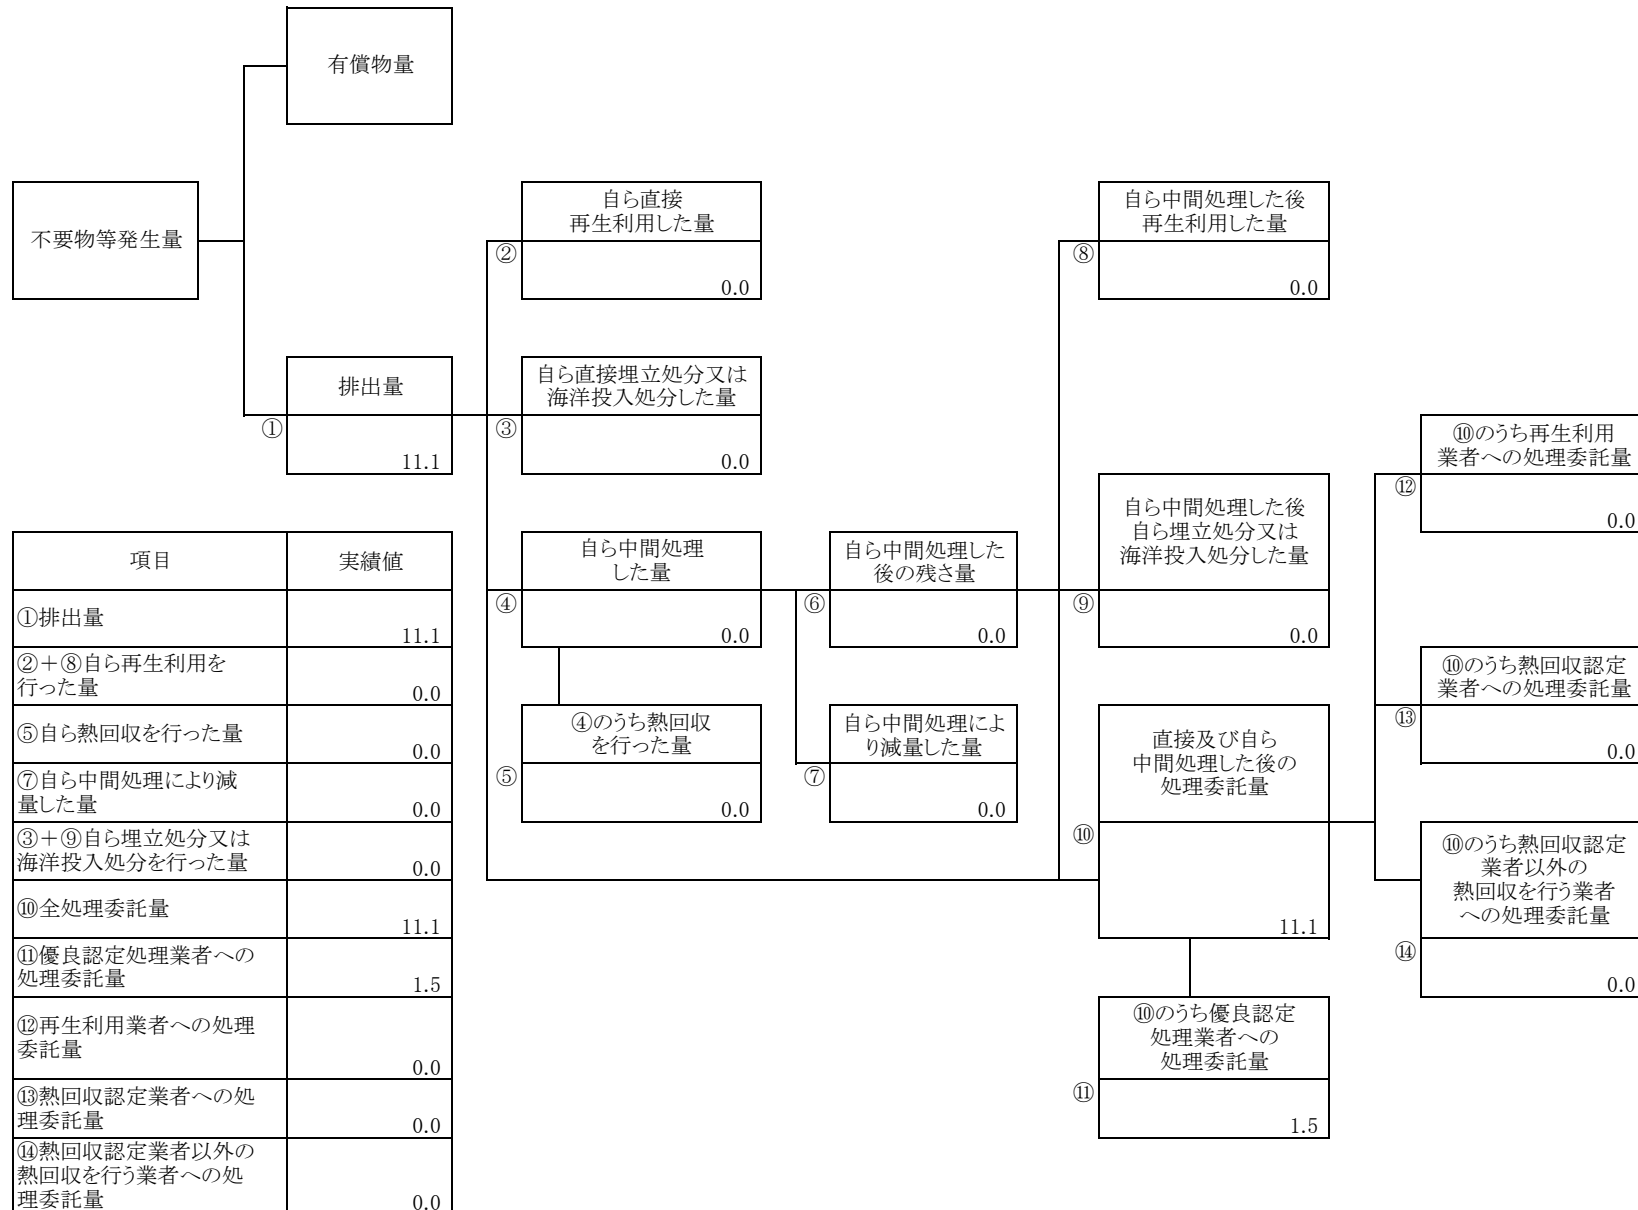 有償物量
不要物等発生量
自ら直接
再生利用した量
②
0.0
自ら中間処理した後
再生利用した量
⑧
0.0
排出量
①
11.1
自ら直接埋立処分又は
海洋投入処分した量
③
0.0
⑩のうち再生利用
業者への処理委託量
⑫
0.0
自ら中間処理
した量
④
0.0
自ら中間処理した
後の残さ量
⑥
0.0
自ら中間処理した後
自ら埋立処分又は
海洋投入処分した量
⑨
0.0
⑩のうち熱回収認定
業者への処理委託量
⑬
0.0
④のうち熱回収
を行った量
⑤
0.0
自ら中間処理によ
り減量した量
⑦
0.0
直接及び自ら
中間処理した後の
処理委託量
⑩
11.1
⑩のうち熱回収認定
業者以外の
熱回収を行う業者
への処理委託量
⑭
0.0
⑩のうち優良認定
処理業者への
処理委託量
⑪
1.5
項目
実績値
①排出量
11.1
②+⑧自ら再生利用を
行った量
0.0
⑤自ら熱回収を行った量
0.0
⑦自ら中間処理により減
量した量
0.0
③+⑨自ら埋立処分又は
海洋投入処分を行った量
0.0
⑩全処理委託量
11.1
⑪優良認定処理業者への
処理委託量
1.5
⑫再生利用業者への処理
委託量
0.0
⑬熱回収認定業者への処
理委託量
0.0
⑭熱回収認定業者以外の
熱回収を行う業者への処
理委託量
0.0